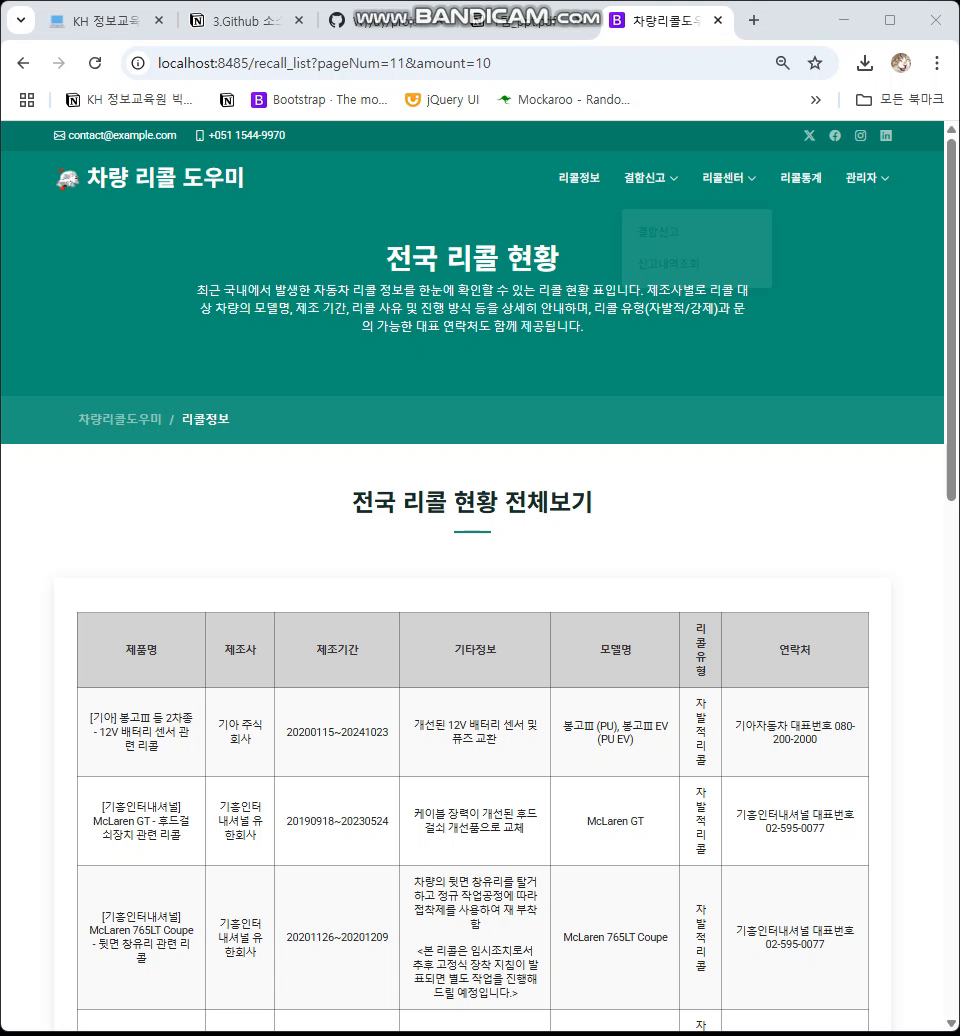 KH 정보교육
3.Github 소
WWW.BANDICAM.COM
차량리콜도우
localhost:8485/recall_list?pageNum=11&amount=10
KH 정보교육원 빅...
Bootstrap · The mo...
jQuery UI
Mockaroo - Rando...
모든 북마크
contact@example.com
+051 1544-9970
차량 리콜 도우미
리콜정보
결함신고
리콜센터
리콜통계
관리자
결함신고
신고내역조회
전국 리콜 현황
최근 국내에서 발생한 자동차 리콜 정보를 한눈에 확인할 수 있는 리콜 현황 표입니다. 제조사별로 리콜 대
상 차량의 모델명, 제조 기간, 리콜 사유 및 진행 방식 등을 상세히 안내하며, 리콜 유형(자발적/강제)과 문
의 가능한 대표 연락처도 함께 제공됩니다.
차량리콜도우미 / 리콜정보
전국 리콜 현황 전체보기
제품명
제조사
제조기간
기타정보
모델명
리
콜
유
형
연락처
[기아] 봉고Ⅲ 등 2차종
- 12V 배터리 센서 관
련 리콜
기아 주식
회사
20200115~20241023
개선된 12V 배터리 센서 및
퓨즈 교환
봉고Ⅲ (PU), 봉고Ⅲ EV
(PU EV)
자
발
적
리
콜
기아자동차 대표번호 080-
200-2000
[기흥인터내셔널]
McLaren GT - 후드걸
쇠장치 관련 리콜
기흥인터
내셔널 유
한회사
20190918~20230524
케이블 장력이 개선된 후드
걸쇠 개선품으로 교체
McLaren GT
자
발
적
리
콜
기흥인터내셔널 대표번호
02-595-0077
[기흥인터내셔널]
McLaren 765LT Coupe
- 뒷면 창유리 관련 리
콜
기흥인터
내셔널 유
한회사
20201126~20201209
차량의 뒷면 창유리를 탈거
하고 정규 작업공정에 따라
접착제를 사용하여 재 부착
함
<본 리콜은 임시조치로서
추후 고정식 장착 지침이 발
표되면 별도 작업을 진행해
드릴 예정입니다.>
McLaren 765LT Coupe
자
발
적
리
콜
기흥인터내셔널 대표번호
02-595-0077
자